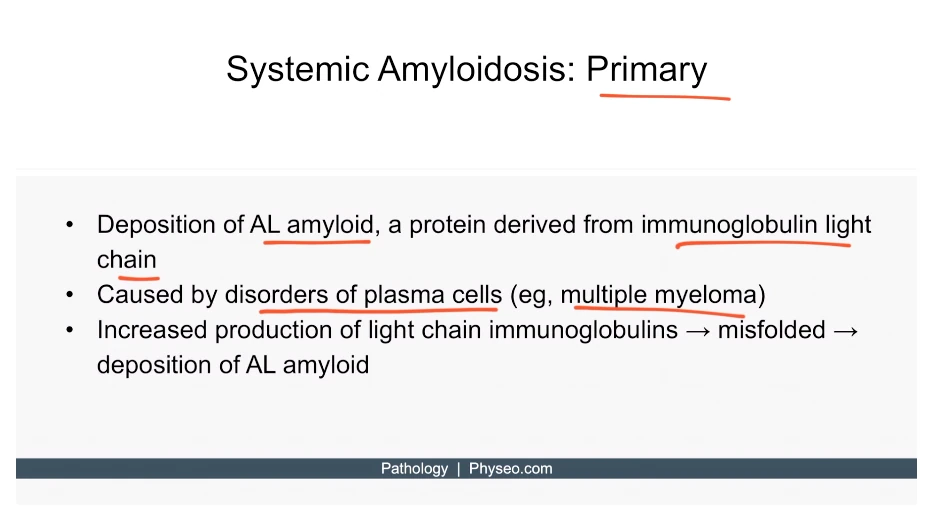 Systemic Amyloidosis: Primary
• Deposition of AL amyloid, a protein derived from immunoglobulin light
chain
• Caused by disorders of plasma cells (eg, multiple myeloma)
• Increased production of light chain immunoglobulins → misfolded →
deposition of AL amyloid
Pathology | Physeo.com